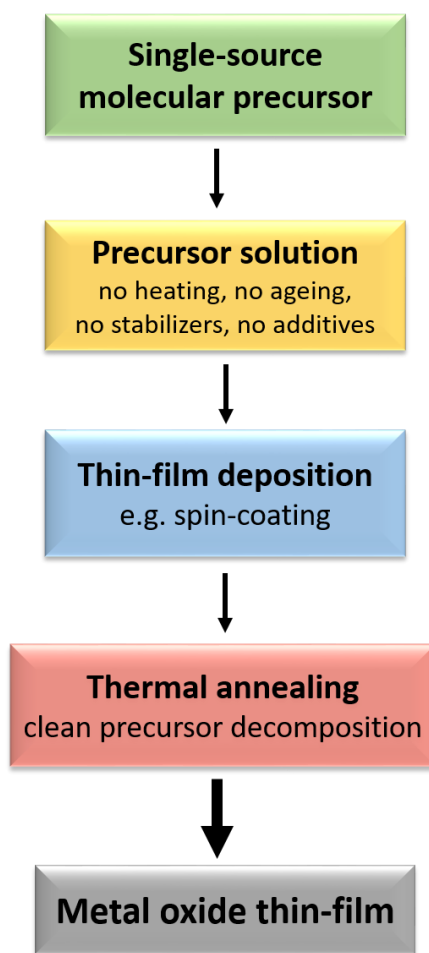 Single-source
molecular precursor
Precursor solution
no heating, no ageing,
no stabilizers, no additives
Thin-film deposition
e.g. spin-coating
Thermal annealing
clean precursor decomposition
Metal oxide thin-film